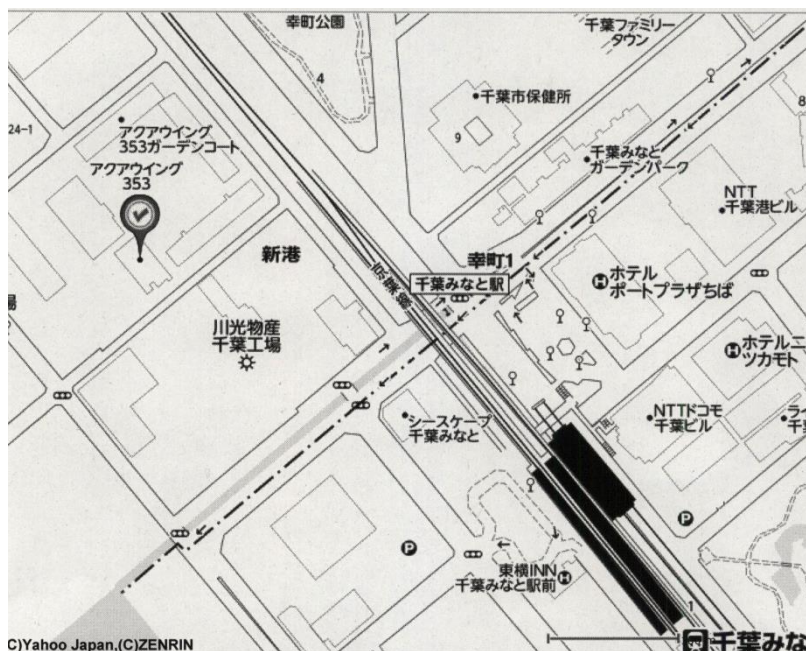 幸町公園
4
千葉ファミリー
タウン
24-1
アクアウイング
353ガーデンコート
千葉市保健所
9
8
アクアウイング
353
千葉みなと
ガーデンパーク
NTT
千葉港ビル
新港
幸町1
京葉線
千葉みなと駅
ホテル
ポートプラザちば
場
川光物産
千葉工場
ホテルニ
ツカモト
シースケープ
千葉みなと
NTTドコモ
千葉ビル
ライ
千葉
P
P
東横INN
千葉みなと駅前
1
千葉みな
(C)Yahoo Japan,(C)ZENRIN